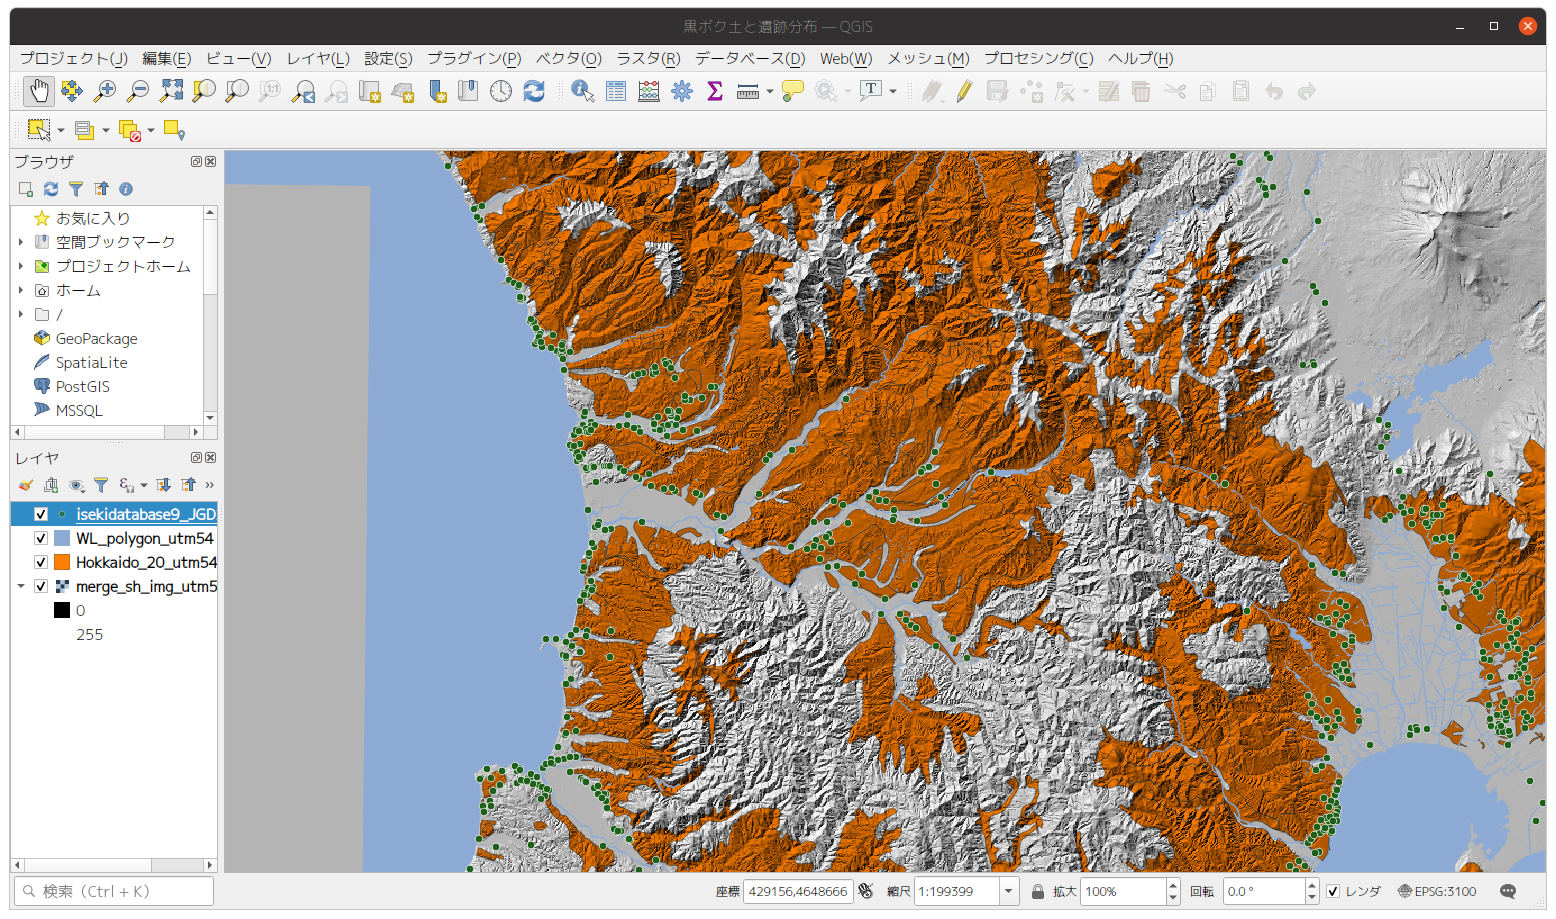 黒ボク土と遺跡分布 — QGIS
プロジェクト(J) 編集(E) ビュー(V) レイヤ(L) 設定(S) プラグイン(P) ベクタ(O) ラスタ(R) データベース(D) Web(W) メッシュ(M) プロセシング(C) ヘルプ(H)
ブラウザ
お気に入り
空間ブックマーク
プロジェクトホーム
ホーム
/
GeoPackage
SpatiaLite
PostGIS
MSSQL
レイヤ
isekidatabase9_JGD
WL_polygon_utm54
Hokkaido_20_utm54
merge_sh_img_utm5
0
255
検索（Ctrl + K） 座標 429156,4648666 縮尺 1:199399 拡大 100% 回転 0.0 ° レンダ EPSG:3100